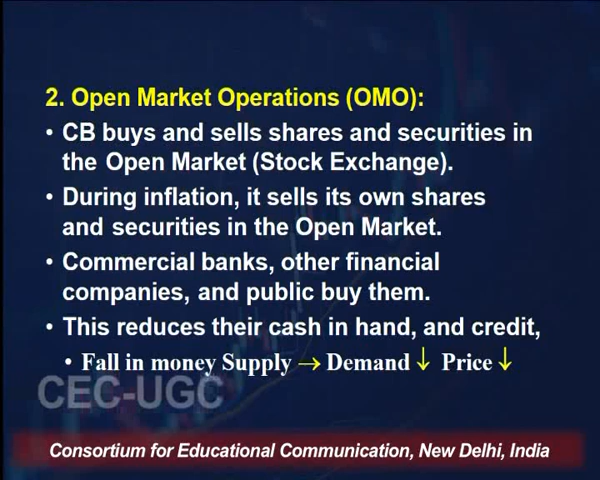 2. Open Market Operations (OMO):
• CB buys and sells shares and securities in
the Open Market (Stock Exchange).
• During inflation, it sells its own shares
and securities in the Open Market.
• Commercial banks, other financial
companies, and public buy them.
• This reduces their cash in hand, and credit,
• Fall in money Supply → Demand ↓ Price ↓
CEC-UGC
Consortium for Educational Communication, New Delhi, India